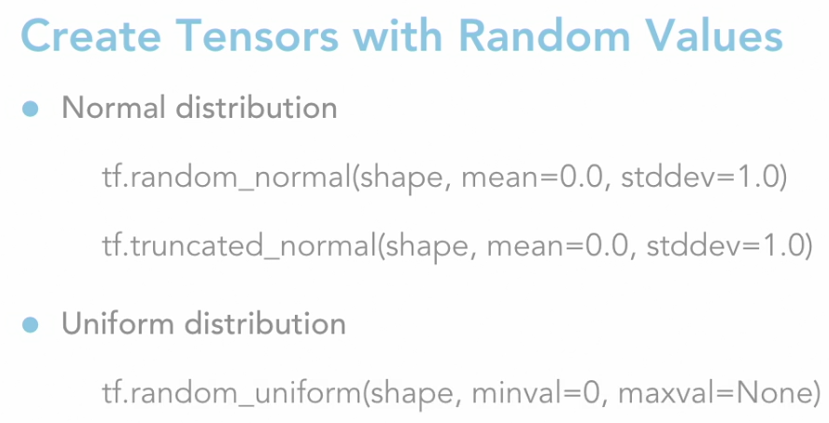 Create Tensors with Random Values
Normal distribution
tf.random_normal(shape, mean=0.0, stddev=1.0)
tf.truncated_normal(shape, mean=0.0, stddev=1.0)
Uniform distribution
tf.random_uniform(shape, minval=0, maxval=None)